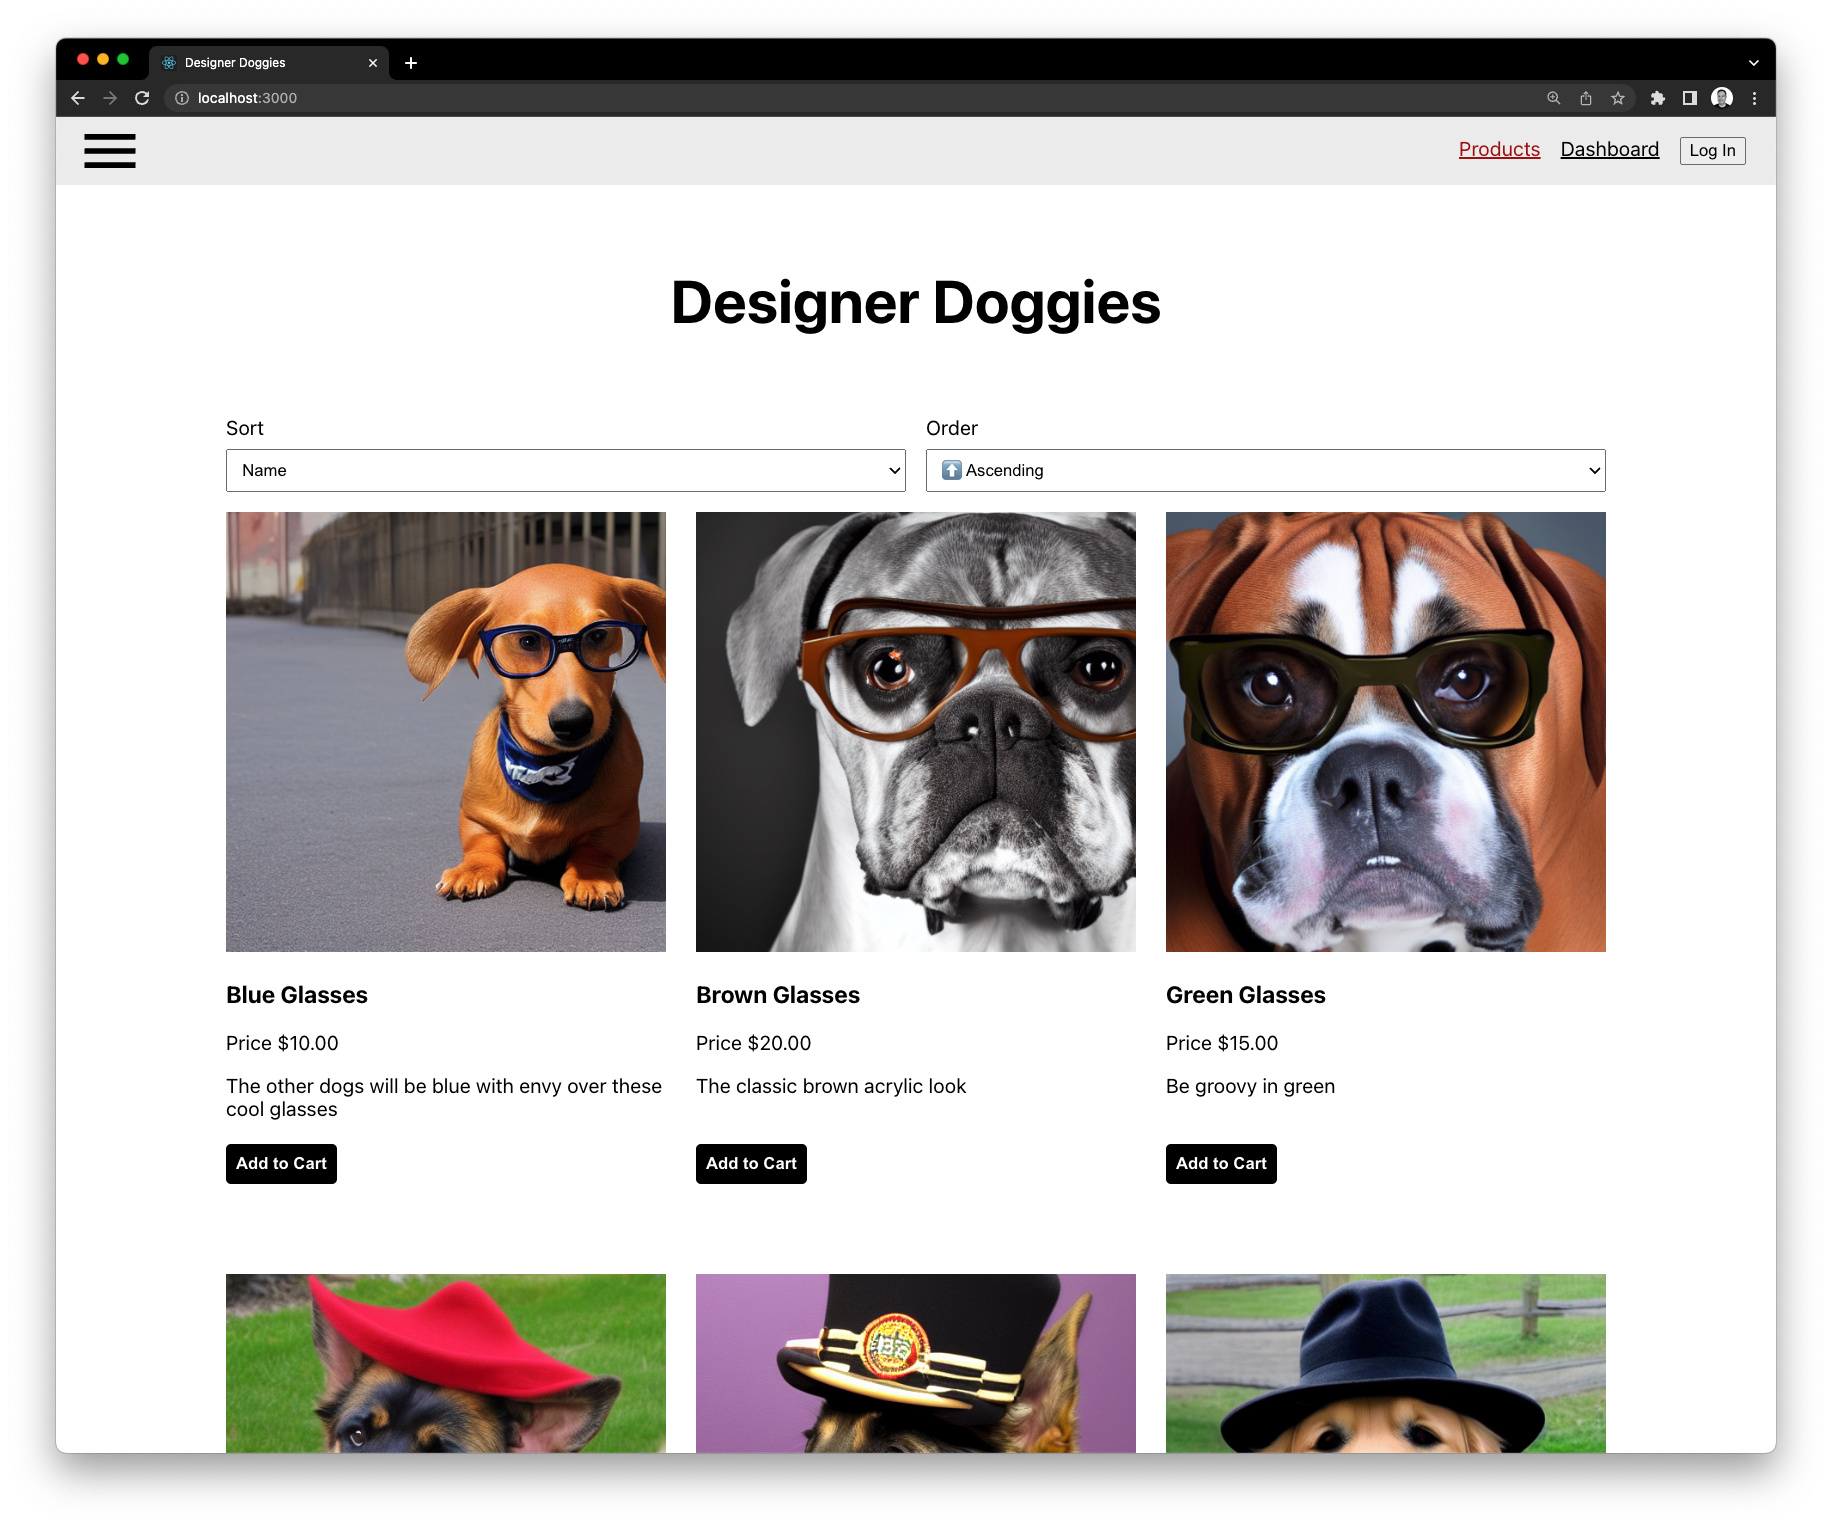 Designer Doggies
localhost:3000
Products Dashboard Log In
Designer Doggies
Sort Order
Name ⬆️ Ascending
Blue Glasses
Price $10.00
The other dogs will be blue with envy over these
cool glasses
Add to Cart
Brown Glasses
Price $20.00
The classic brown acrylic look
Add to Cart
Green Glasses
Price $15.00
Be groovy in green
Add to Cart